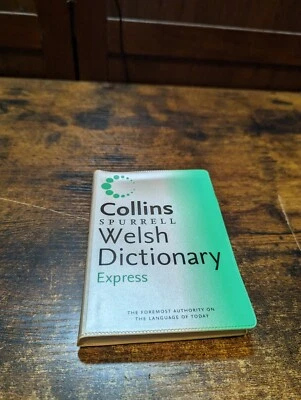 Collins
SPURRELL
Welsh
Dictionary
Express
THE FOREMOST AUTHORITY ON
THE LANGUAGE OF TODAY